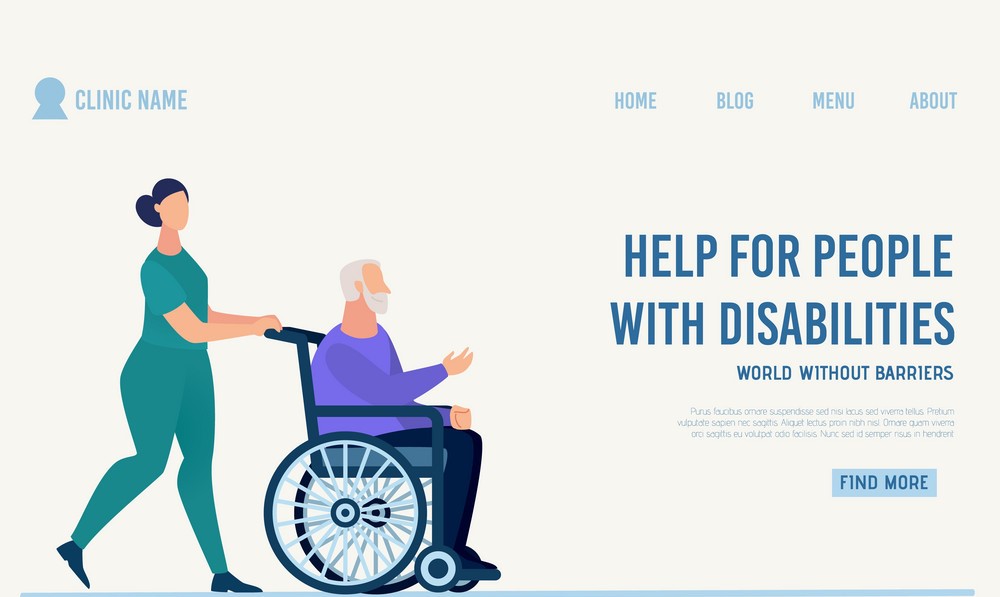 CLINIC NAME
HOME
BLOG
MENU
ABOUT
HELP FOR PEOPLE
WITH DISABILITIES
WORLD WITHOUT BARRIERS
Purus faucibus ornare suspendisse sed nisi lacus sed viverra tellus. Pretium
vulputate sapien nec sagittis. Aliquet lectus proin nibh nisl. Ornare quam viverra
orci sagittis eu volutpat odio facilisis. Nunc sed id semper risus in hendrerit
FIND MORE